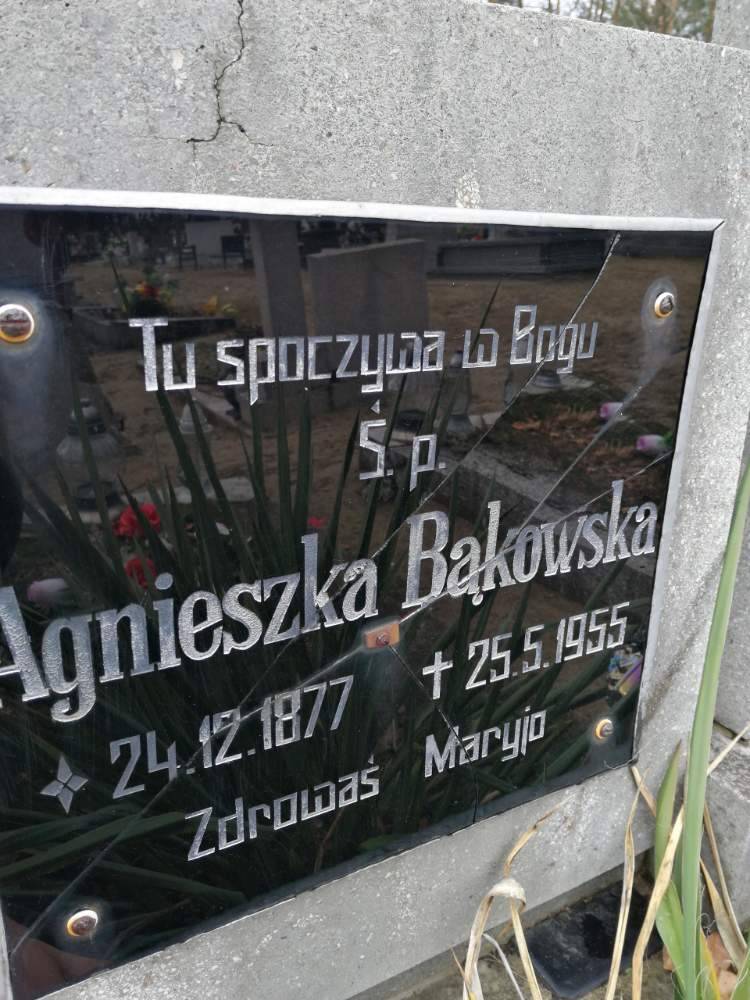 Tu spoczywa w Bogu
Ś. p.
Agnieszka Bąkowska
24.12.1877 † 25.5.1955
Zdrowaś Maryjo